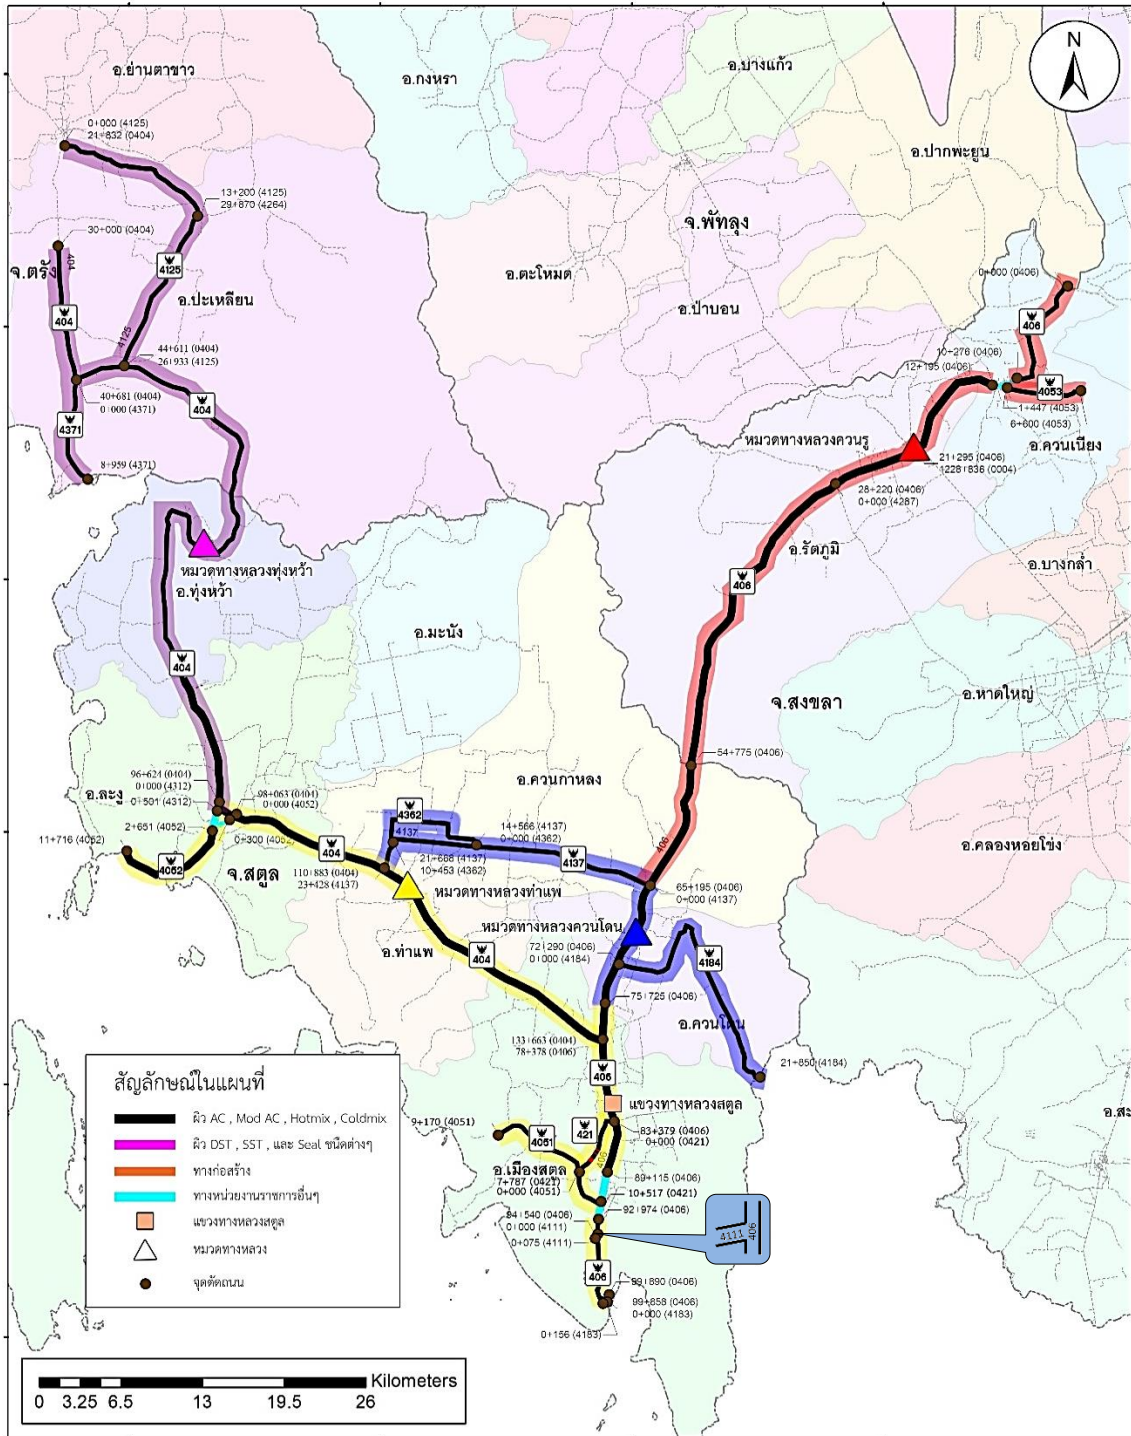 N
อ.ย่านตาขาว
อ.กงหรา
อ.บางแก้ว
อ.ปากพะยูน
0+000 (4125)
21+832 (0404)
13+200 (4125)
29+870 (4264)
30+000 (0404)
จ.ตรัง
404
4125
404
อ.ปะเหลียน
4125
จ.พัทลุง
อ.ตะโหมด
อ.ป่าบอน
0+000 (0406)
406
10+276 (0406)
12+195 (0406)
4053
1+447 (4053)
6+600 (4053)
อ.ควนเนียง
44+611 (0404)
26+933 (4125)
40+681 (0404)
0+000 (4371)
404
4371
8+959 (4371)
หมวดทางหลวงควนรู
21+295 (0406)
1228+836 (0004)
28+220 (0406)
0+000 (4287)
อ.รัตภูมิ
อ.บางกล่ำ
406
หมวดทางหลวงทุ่งหว้า
อ.ทุ่งหว้า
อ.มะนัง
404
จ.สงขลา
อ.หาดใหญ่
54+775 (0406)
อ.ควนกาหลง
96+624 (0404)
0+000 (4312)
อ.ละงู
0+501 (4312)
98+063 (0404)
0+000 (4052)
2+651 (4052)
0+300 (4052)
11+716 (4052)
4052
จ.สตูล
404
4362
4137
14+566 (4137)
0+000 (4362)
21+668 (4137)
10+453 (4362)
4137
406
อ.คลองหอยโข่ง
110+883 (0404)
23+428 (4137)
หมวดทางหลวงท่าแพ
65+195 (0406)
0+000 (4137)
หมวดทางหลวงควนโดน
72+290 (0406)
0+000 (4184)
อ.ท่าแพ
404
4184
75+725 (0406)
อ.ควนโดน
133+663 (0404)
78+378 (0406)
21+850 (4184)
406
แขวงทางหลวงสตูล
9+170 (4051)
4051
421
83+379 (0406)
0+000 (0421)
406
อ.เมืองสตูล
7+787 (0421)
0+000 (4051)
89+115 (0406)
10+517 (0421)
92+974 (0406)
94+540 (0406)
0+000 (4111)
0+075 (4111)
4111
406
406
99+890 (0406)
99+658 (0406)
0+000 (4183)
0+156 (4183)
สัญลักษณ์ในแผนที่
ผิว AC , Mod AC , Hotmix , Coldmix
ผิว DST , SST , และ Seal ชนิดต่างๆ
ทางก่อสร้าง
ทางหน่วยงานราชการอื่นๆ
แขวงทางหลวงสตูล
หมวดทางหลวง
จุดตัดถนน
Kilometers
0 3.25 6.5 13 19.5 26